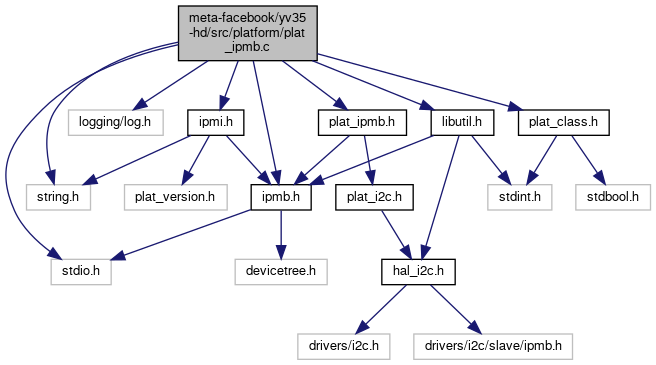 meta-facebook/yv35
-hd/src/platform/plat
_ipmb.c
logging/log.h
ipmi.h
plat_ipmb.h
libutil.h
plat_class.h
string.h
plat_version.h
ipmb.h
plat_i2c.h
stdint.h
stdbool.h
stdio.h
devicetree.h
hal_i2c.h
drivers/i2c.h
drivers/i2c/slave/ipmb.h